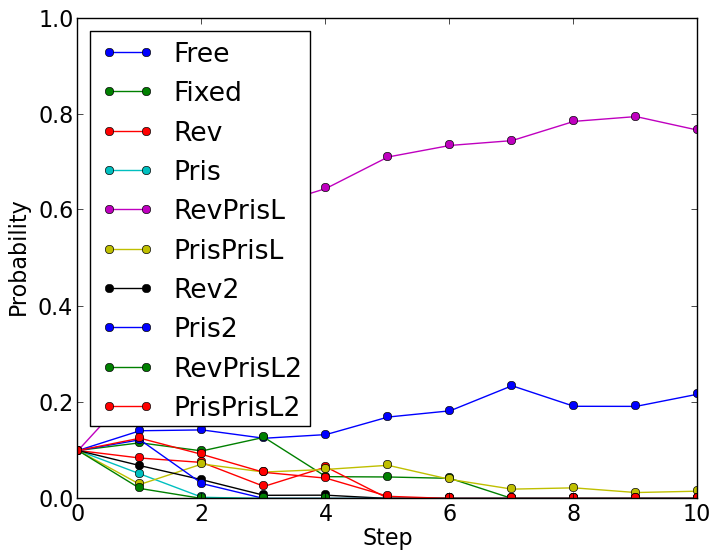 1.0
0.8
0.6
0.4
0.2
0.0
Probability
Free
Fixed
Rev
Pris
RevPrisL
PrisPrisL
Rev2
Pris2
RevPrisL2
PrisPrisL2
0 2 4 6 8 10
Step